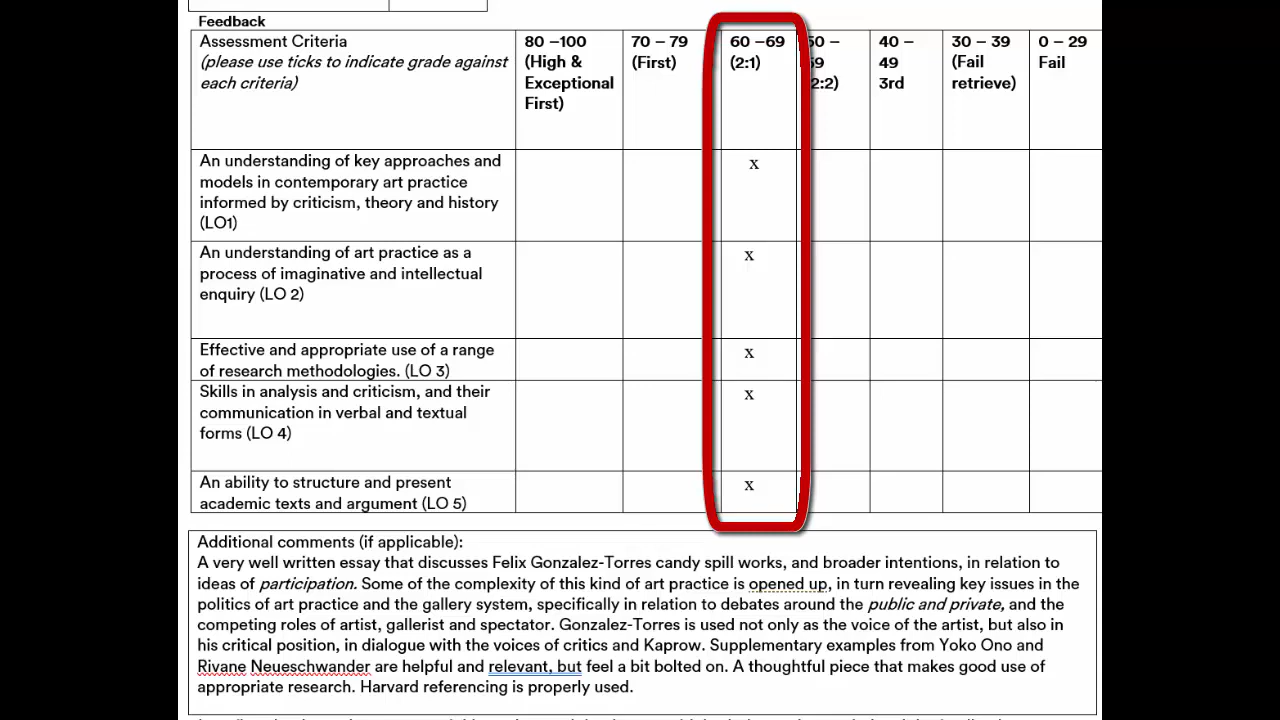 Feedback
Assessment Criteria
(please use ticks to indicate grade against
each criteria)
80 –100
(High &
Exceptional
First)
70 – 79
(First)
60 –69
(2:1)
50 –
59
(2:2)
40 –
49
3rd
30 – 39
(Fail
retrieve)
0 – 29
Fail
An understanding of key approaches and
models in contemporary art practice
informed by criticism, theory and history
(LO1)
x
An understanding of art practice as a
process of imaginative and intellectual
enquiry (LO 2)
x
Effective and appropriate use of a range
of research methodologies. (LO 3)
x
Skills in analysis and criticism, and their
communication in verbal and textual
forms (LO 4)
x
An ability to structure and present
academic texts and argument (LO 5)
x
Additional comments (if applicable):
A very well written essay that discusses Felix Gonzalez-Torres candy spill works, and broader intentions, in relation to
ideas of participation. Some of the complexity of this kind of art practice is opened up, in turn revealing key issues in the
politics of art practice and the gallery system, specifically in relation to debates around the public and private, and the
competing roles of artist, gallerist and spectator. Gonzalez-Torres is used not only as the voice of the artist, but also in
his critical position, in dialogue with the voices of critics and Kaprow. Supplementary examples from Yoko Ono and
Rivane Neueschwander are helpful and relevant, but feel a bit bolted on. A thoughtful piece that makes good use of
appropriate research. Harvard referencing is properly used.